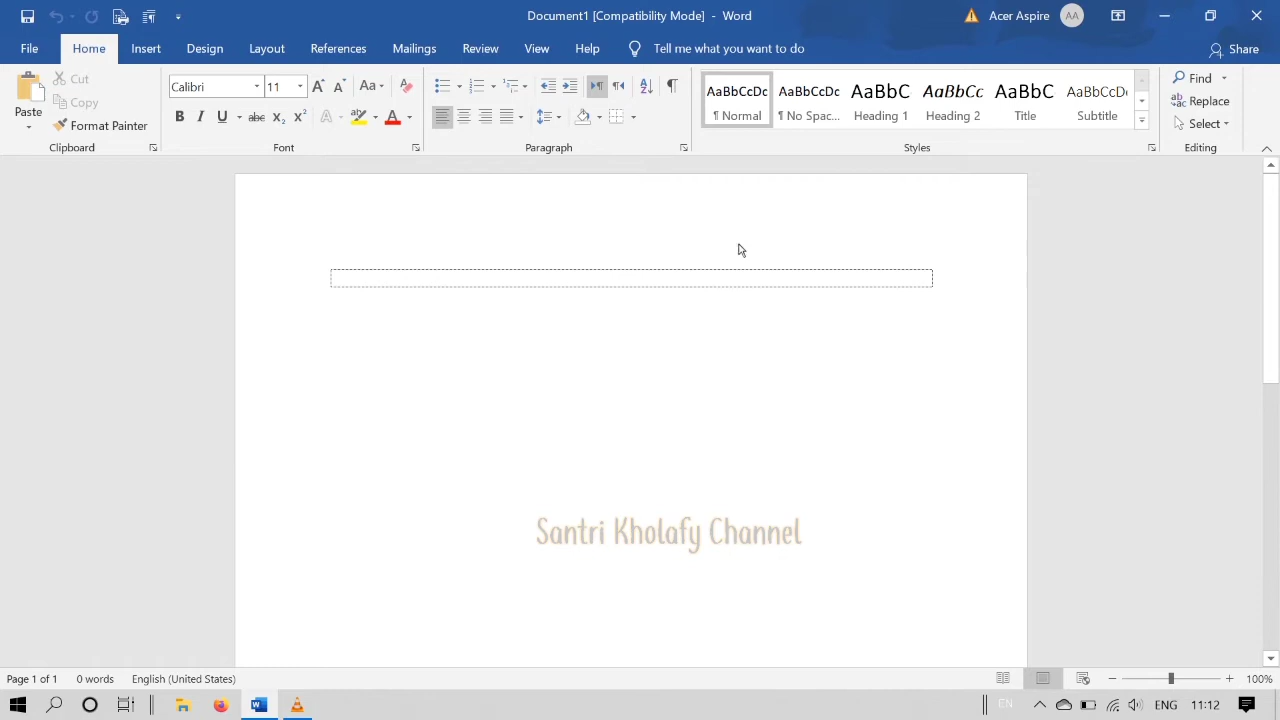 Document1 [Compatibility Mode] - Word
Acer Aspire
AA
File
Home
Insert
Design
Layout
References
Mailings
Review
View
Help
Tell me what you want to do
Share
Paste
Cut
Copy
Format Painter
Clipboard
Calibri
11
Font
Paragraph
AaBbCcDc
¶ Normal
AaBbCcDc
¶ No Spac...
AaBbC
Heading 1
AaBbCc
Heading 2
AaBbC
Title
AaBbCcD
Subtitle
Styles
Find
Replace
Select
Editing
Santri Kholafy Channel
Page 1 of 1
0 words
English (United States)
100%
EN
ENG
11:12